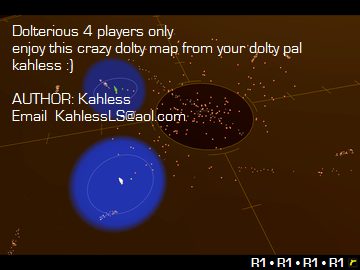 Dolterious 4 players only
enjoy this crazy dolty map from your dolty pal
kahless :)
AUTHOR: Kahless
Email KahlessLS@aol.com
R1 • R1 • R1 • R1 r